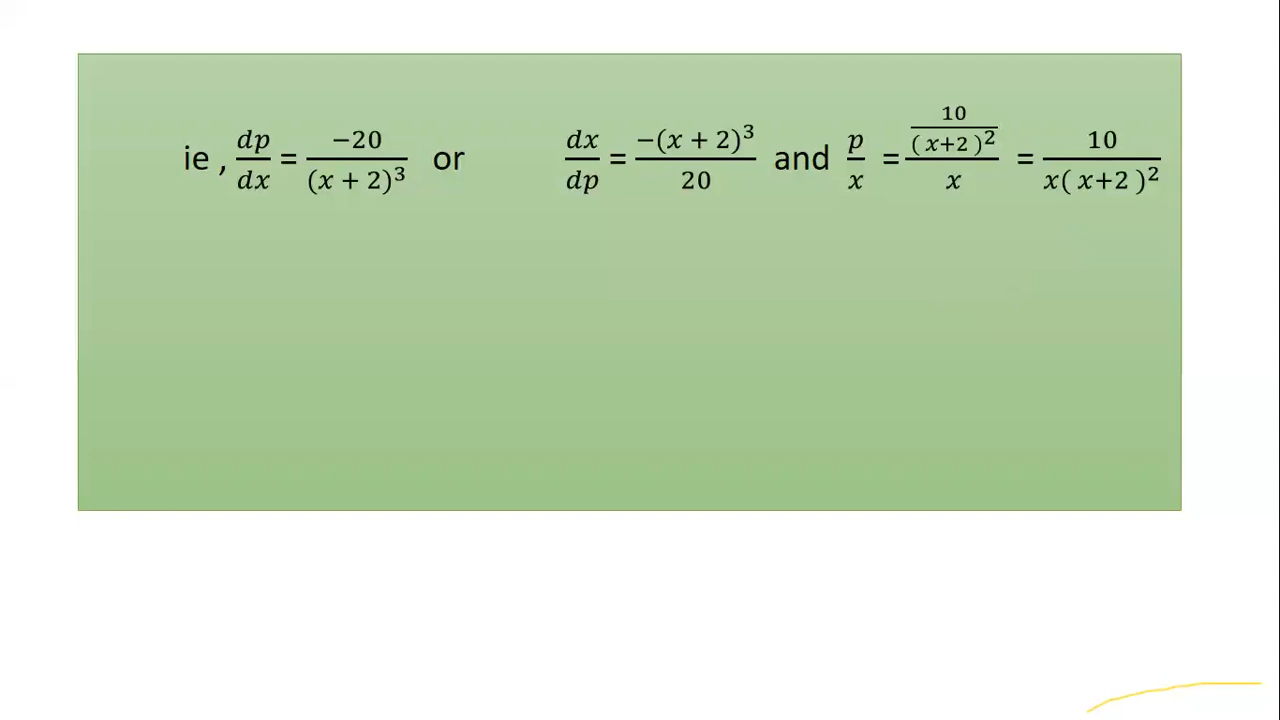 ie , dp/dx = -20/(x + 2)³ or dx/dp = -(x + 2)³/20 and p/x = (10/( x+2 )²)/x = 10/x( x+2 )²